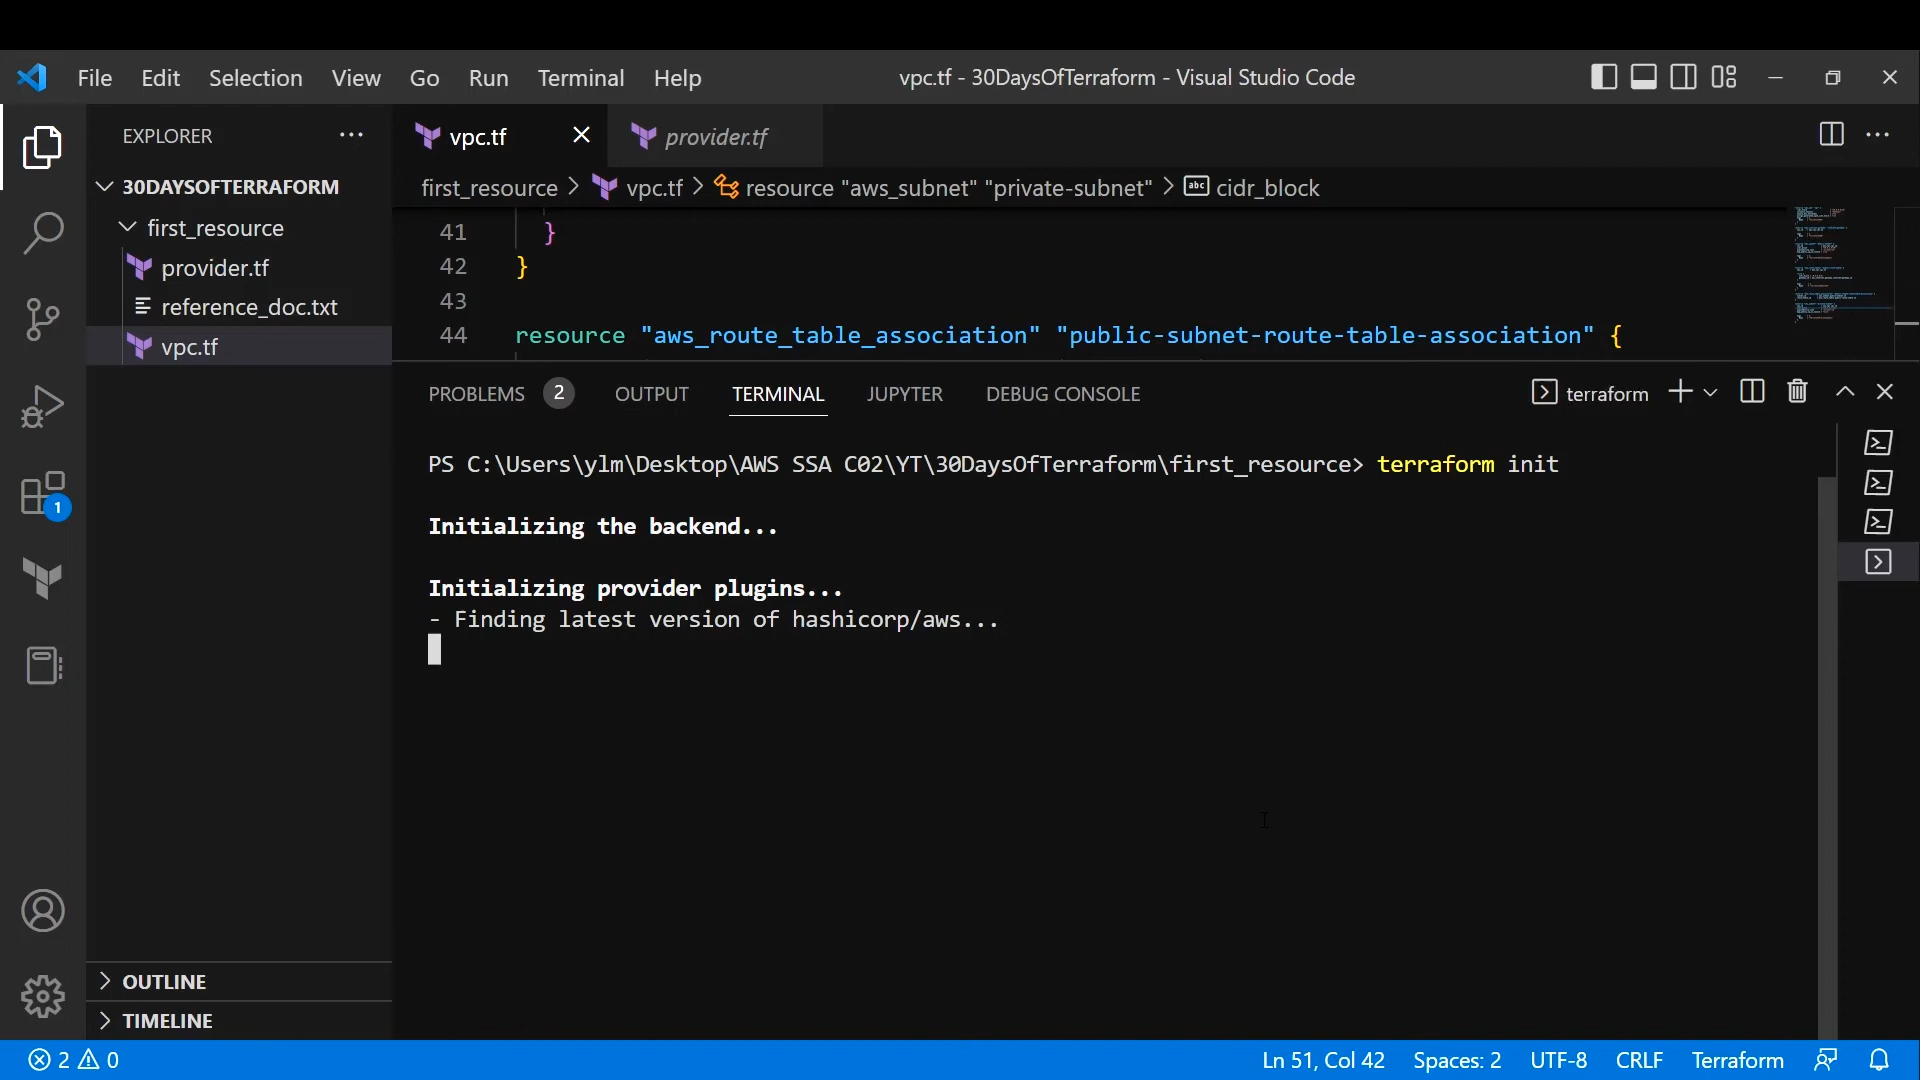 File Edit Selection View Go Run Terminal Help
vpc.tf - 30DaysOfTerraform - Visual Studio Code
EXPLORER
30DAYSOFTERRAFORM
first_resource
provider.tf
reference_doc.txt
vpc.tf
1
OUTLINE
TIMELINE
vpc.tf
provider.tf
first_resource > vpc.tf > resource "aws_subnet" "private-subnet" > abc cidr_block
41 }
42 }
43
44 resource "aws_route_table_association" "public-subnet-route-table-association" {
PROBLEMS 2 OUTPUT TERMINAL JUPYTER DEBUG CONSOLE
terraform
PS C:\Users\ylm\Desktop\AWS SSA C02\YT\30DaysOfTerraform\first_resource> terraform init
Initializing the backend...
Initializing provider plugins...
- Finding latest version of hashicorp/aws...
2 0
Ln 51, Col 42 Spaces: 2 UTF-8 CRLF Terraform